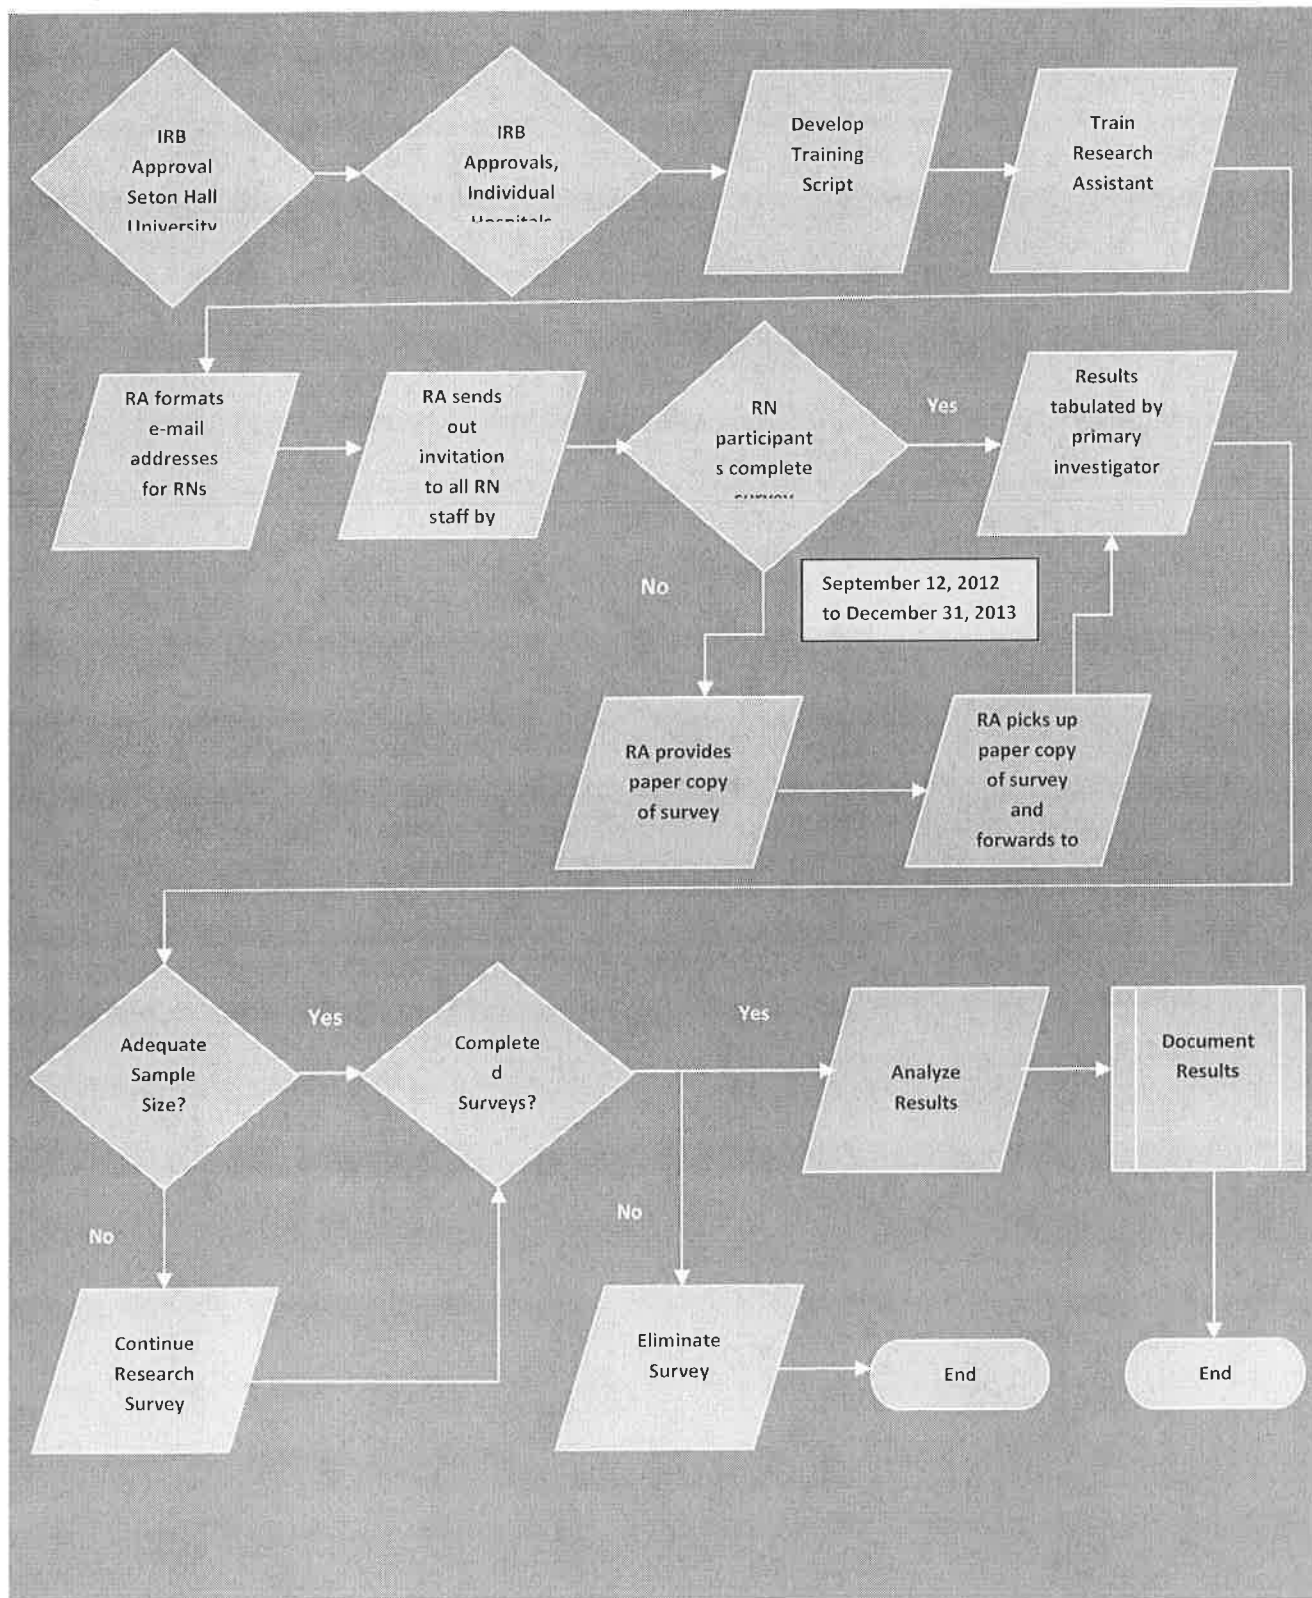 IRB
Approval
Seton Hall
University
IRB
Approvals,
Individual
Hospitals
Develop
Training
Script
Train
Research
Assistant
RA formats
e-mail
addresses
for RNs
RA sends
out
invitation
to all RN
staff by
RN
participant
s complete
survey
Yes
Results
tabulated by
primary
investigator
No
September 12, 2012
to December 31, 2013
RA provides
paper copy
of survey
RA picks up
paper copy
of survey
and
forwards to
Adequate
Sample
Size?
Yes
Complete
d
Surveys?
Yes
Analyze
Results
Document
Results
No
Continue
Research
Survey
No
Eliminate
Survey
End
End